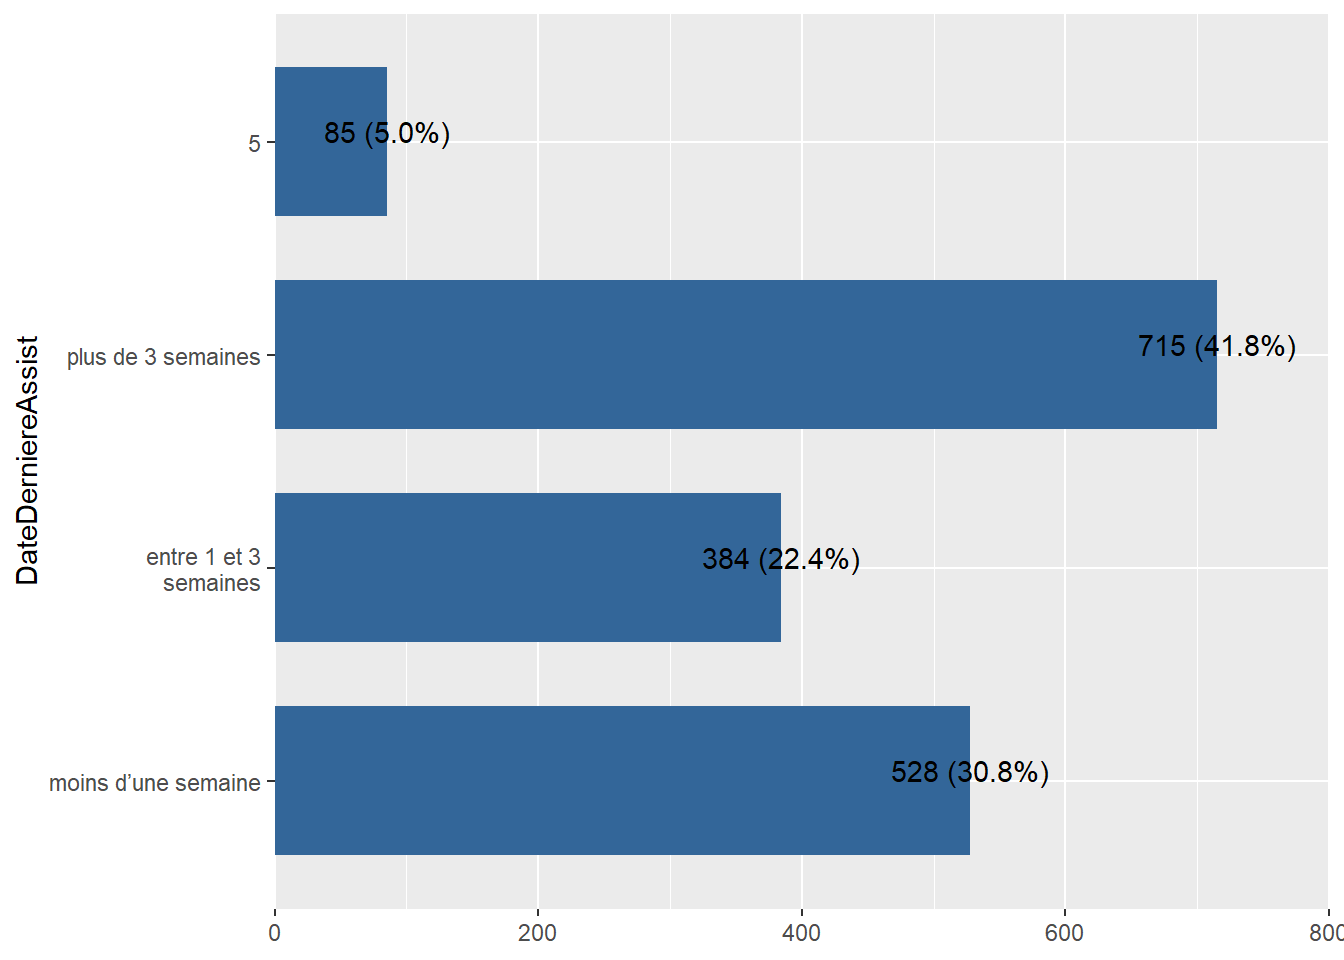 DateDerniereAssist
5
85 (5.0%)
plus de 3 semaines
715 (41.8%)
entre 1 et 3
semaines
384 (22.4%)
moins d’une semaine
528 (30.8%)
0
200
400
600
800